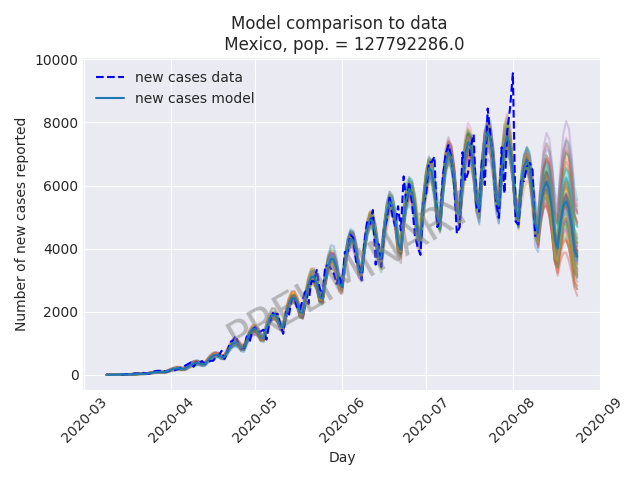 Model comparison to data
Mexico, pop. = 127792286.0
new cases data
new cases model
Number of new cases reported
10000
8000
6000
4000
2000
0
PRELIMINARY
2020-03
2020-04
2020-05
2020-06
2020-07
2020-08
2020-09
Day